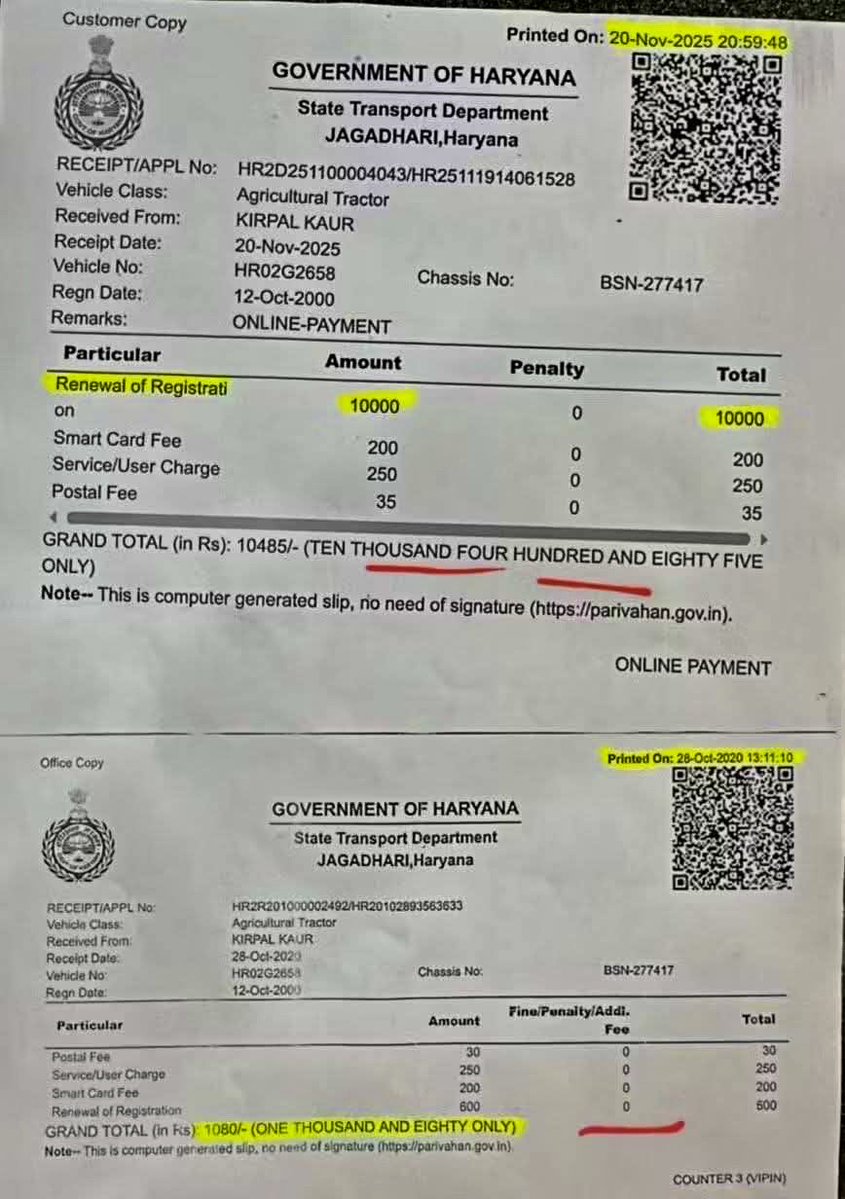 Customer Copy
Printed On: 20-Nov-2025 20:59:48
GOVERNMENT OF HARYANA
State Transport Department
JAGADHARI,Haryana
RECEIPT/APPL No: HR2D251100004043/HR25111914061528
Vehicle Class: Agricultural Tractor
Received From: KIRPAL KAUR
Receipt Date: 20-Nov-2025
Vehicle No: HR02G2658 Chassis No: BSN-277417
Regn Date: 12-Oct-2000
Remarks: ONLINE-PAYMENT
Particular Amount Penalty Total
Renewal of Registrati
on 10000 0 10000
Smart Card Fee 200 0 200
Service/User Charge 250 0 250
Postal Fee 35 0 35
GRAND TOTAL (in Rs): 10485/- (TEN THOUSAND FOUR HUNDRED AND EIGHTY FIVE
ONLY)
Note-- This is computer generated slip, no need of signature (https://parivahan.gov.in).
ONLINE PAYMENT
Office Copy
Printed On: 28-Oct-2020 13:11:10
GOVERNMENT OF HARYANA
State Transport Department
JAGADHARI,Haryana
RECEIPT/APPL No: HR2R201000002492/HR20102893563633
Vehicle Class: Agricultural Tractor
Received From: KIRPAL KAUR
Receipt Date: 28-Oct-2020
Vehicle No: HR02G2658 Chassis No: BSN-277417
Regn Date: 12-Oct-2000
Particular Amount Fine/Penalty/Addl. Fee Total
Postal Fee 30 0 30
Service/User Charge 250 0 250
Smart Card Fee 200 0 200
Renewal of Registration 600 0 600
GRAND TOTAL (in Rs): 1080/- (ONE THOUSAND AND EIGHTY ONLY)
Note-- This is computer generated slip, no need of signature (https://parivahan.gov.in).
COUNTER 3 (VIPIN)